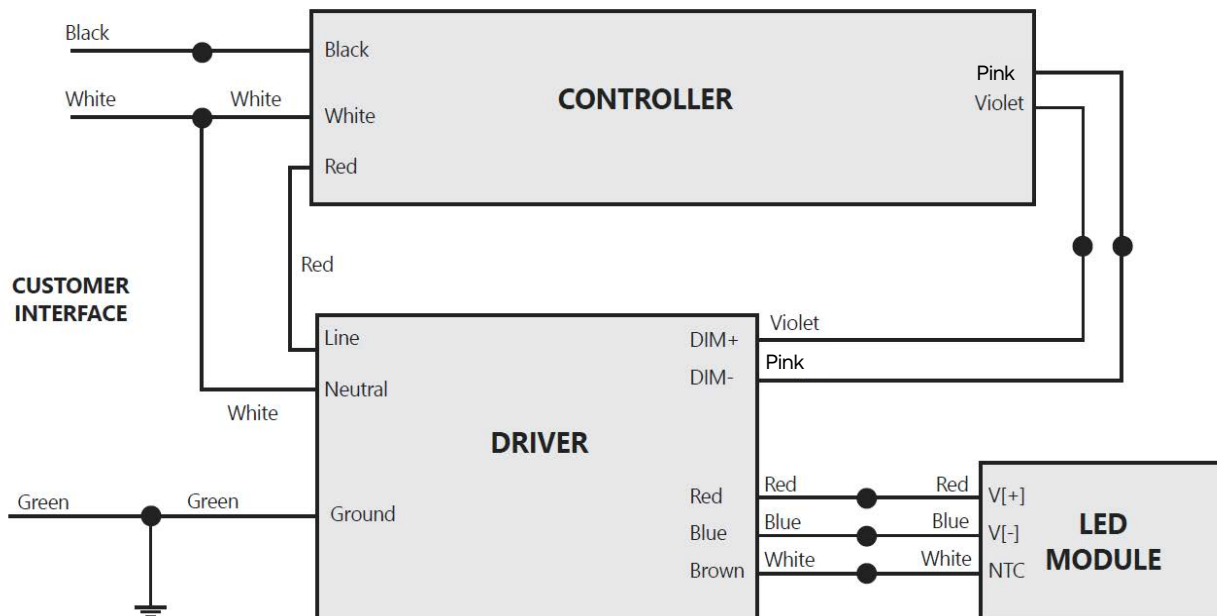 Black
Black
White
White
White
Red
CONTROLLER
Pink
Violet
Red
CUSTOMER
INTERFACE
Line
Neutral
White
DIM+
DIM-
Violet
Pink
DRIVER
Green
Green
Ground
Red
Red
Red
V[+]
Blue
Blue
Blue
V[-]
Brown
White
White
NTC
LED
MODULE